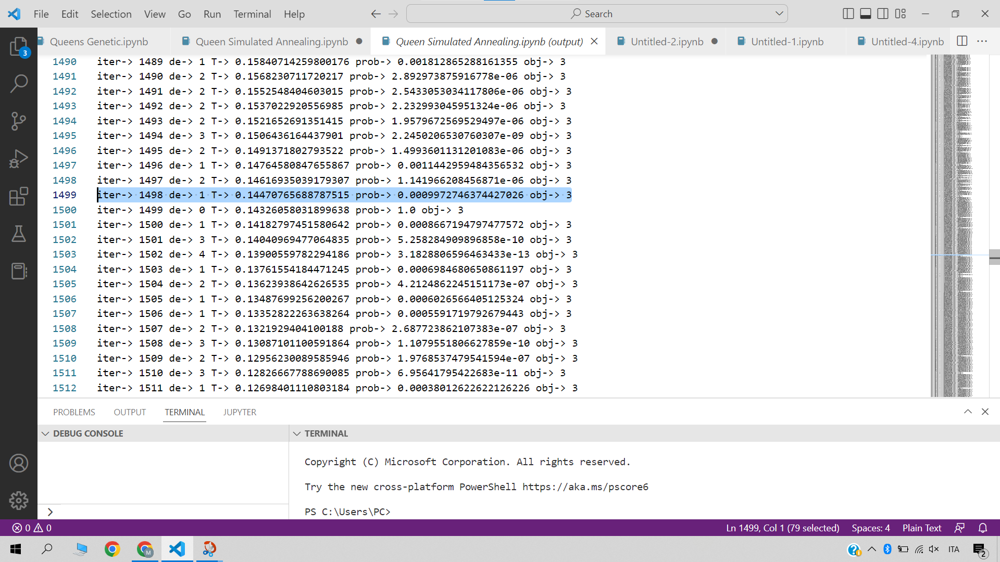 File Edit Selection View Go Run Terminal Help Search
Queens Genetic.ipynb Queen Simulated Annealing.ipynb Queen Simulated Annealing.ipynb (output) Untitled-2.ipynb Untitled-1.ipynb Untitled-4.ipynb
3
1490 iter-> 1489 de-> 1 T-> 0.15840714259800176 prob-> 0.001812865288161355 obj-> 3
1491 iter-> 1490 de-> 2 T-> 0.1568230711720217 prob-> 2.892973875916778e-06 obj-> 3
1492 iter-> 1491 de-> 2 T-> 0.1552548404603015 prob-> 2.5433053034117806e-06 obj-> 3
1493 iter-> 1492 de-> 2 T-> 0.1537022920556985 prob-> 2.232993045951324e-06 obj-> 3
1494 iter-> 1493 de-> 2 T-> 0.1521652691351415 prob-> 1.9579672569529497e-06 obj-> 3
1495 iter-> 1494 de-> 3 T-> 0.1506436164437901 prob-> 2.2450206530760307e-09 obj-> 3
1496 iter-> 1495 de-> 2 T-> 0.1491371802793522 prob-> 1.4993601131201083e-06 obj-> 3
1497 iter-> 1496 de-> 1 T-> 0.14764580847655867 prob-> 0.0011442959484356532 obj-> 3
1498 iter-> 1497 de-> 2 T-> 0.14616935039179307 prob-> 1.141966208456871e-06 obj-> 3
1499 iter-> 1498 de-> 1 T-> 0.14470765688787515 prob-> 0.0009972746374427026 obj-> 3
1500 iter-> 1499 de-> 0 T-> 0.14326058031899638 prob-> 1.0 obj-> 3
1501 iter-> 1500 de-> 1 T-> 0.14182797451580642 prob-> 0.0008667194797477572 obj-> 3
1502 iter-> 1501 de-> 3 T-> 0.14040969477064835 prob-> 5.258284909896858e-10 obj-> 3
1503 iter-> 1502 de-> 4 T-> 0.13900559782294186 prob-> 3.1828806596463433e-13 obj-> 3
1504 iter-> 1503 de-> 1 T-> 0.13761554184471245 prob-> 0.0006984680650861197 obj-> 3
1505 iter-> 1504 de-> 2 T-> 0.13623938642626535 prob-> 4.2124862245151173e-07 obj-> 3
1506 iter-> 1505 de-> 1 T-> 0.13487699256200267 prob-> 0.0006026566405125324 obj-> 3
1507 iter-> 1506 de-> 1 T-> 0.13352822263638264 prob-> 0.0005591719792679443 obj-> 3
1508 iter-> 1507 de-> 2 T-> 0.1321929404100188 prob-> 2.687723862107383e-07 obj-> 3
1509 iter-> 1508 de-> 3 T-> 0.13087101100591864 prob-> 1.1079551806627859e-10 obj-> 3
1510 iter-> 1509 de-> 2 T-> 0.12956230089585946 prob-> 1.9768537479541594e-07 obj-> 3
1511 iter-> 1510 de-> 3 T-> 0.12826667788690085 prob-> 6.95641795422683e-11 obj-> 3
1512 iter-> 1511 de-> 1 T-> 0.12698401110803184 prob-> 0.00038012622622126226 obj-> 3
PROBLEMS OUTPUT TERMINAL JUPYTER
DEBUG CONSOLE TERMINAL
Copyright (C) Microsoft Corporation. All rights reserved.
Try the new cross-platform PowerShell https://aka.ms/pscore6
PS C:\Users\PC>
0 0 Ln 1499, Col 1 (79 selected) Spaces: 4 Plain Text
M ITA 2